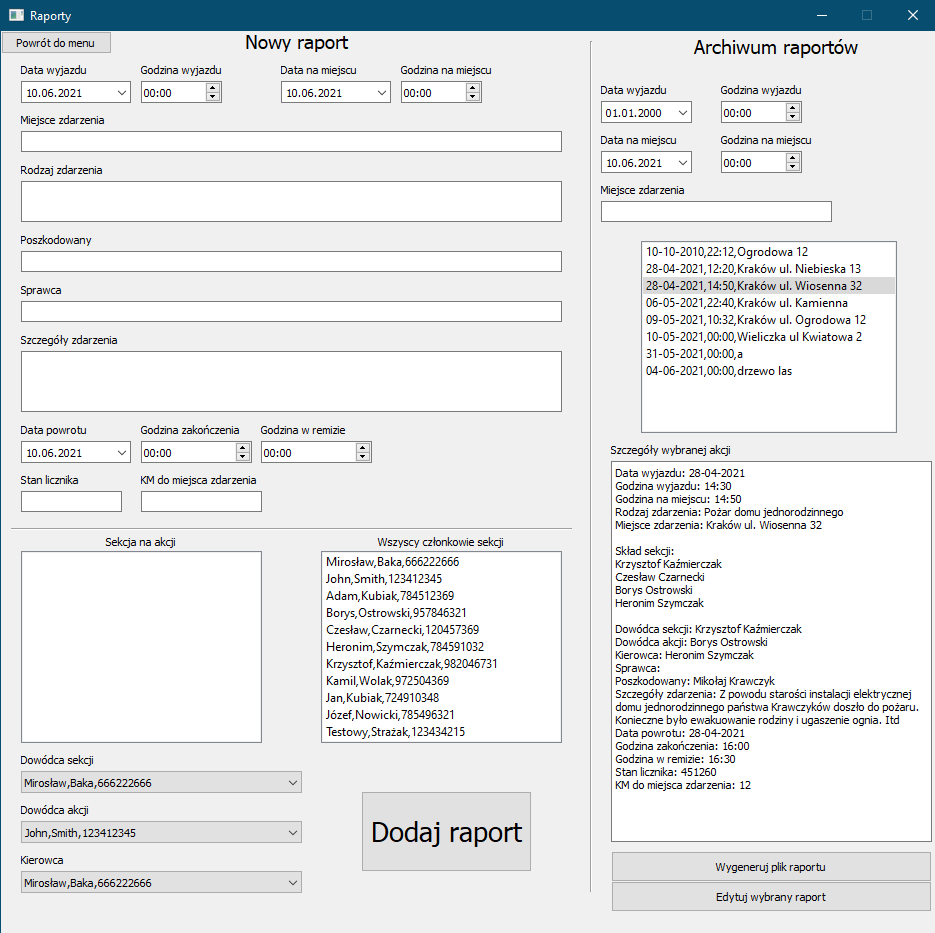 Raporty
Powrót do menu
Nowy raport
Data wyjazdu
Godzina wyjazdu
Data na miejscu
Godzina na miejscu
10.06.2021
00:00
10.06.2021
00:00
Miejsce zdarzenia
Rodzaj zdarzenia
Poszkodowany
Sprawca
Szczegóły zdarzenia
Data powrotu
Godzina zakończenia
Godzina w remizie
10.06.2021
00:00
00:00
Stan licznika
KM do miejsca zdarzenia
Sekcja na akcji
Wszyscy członkowie sekcji
Mirosław,Baka,666222666
John,Smith,123412345
Adam,Kubiak,784512369
Borys,Ostrowski,957846321
Czesław,Czarnecki,120457369
Heronim,Szymczak,784591032
Krzysztof,Kaźmierczak,982046731
Kamil,Wolak,972504369
Jan,Kubiak,724910348
Józef,Nowicki,785496321
Testowy,Strażak,123434215
Dowódca sekcji
Mirosław,Baka,666222666
Dowódca akcji
John,Smith,123412345
Kierowca
Mirosław,Baka,666222666
Dodaj raport
Archiwum raportów
Data wyjazdu
Godzina wyjazdu
01.01.2000
00:00
Data na miejscu
Godzina na miejscu
10.06.2021
00:00
Miejsce zdarzenia
10-10-2010,22:12,Ogrodowa 12
28-04-2021,12:20,Kraków ul. Niebieska 13
28-04-2021,14:50,Kraków ul. Wiosenna 32
06-05-2021,22:40,Kraków ul. Kamienna
09-05-2021,10:32,Kraków ul. Ogrodowa 12
10-05-2021,00:00,Wieliczka ul Kwiatowa 2
31-05-2021,00:00,a
04-06-2021,00:00,drzewo las
Szczegóły wybranej akcji
Data wyjazdu: 28-04-2021
Godzina wyjazdu: 14:30
Godzina na miejscu: 14:50
Rodzaj zdarzenia: Pożar domu jednorodzinnego
Miejsce zdarzenia: Kraków ul. Wiosenna 32
Skład sekcji:
Krzysztof Kaźmierczak
Czesław Czarnecki
Borys Ostrowski
Heronim Szymczak
Dowódca sekcji: Krzysztof Kaźmierczak
Dowódca akcji: Borys Ostrowski
Kierowca: Heronim Szymczak
Sprawca:
Poszkodowany: Mikołaj Krawczyk
Szczegóły zdarzenia: Z powodu starości instalacji elektrycznej
domu jednorodzinnego państwa Krawczyków doszło do pożaru.
Konieczne było ewakuowanie rodziny i ugaszenie ognia. Itd
Data powrotu: 28-04-2021
Godzina zakończenia: 16:00
Godzina w remizie: 16:30
Stan licznika: 451260
KM do miejsca zdarzenia: 12
Wygeneruj plik raportu
Edytuj wybrany raport